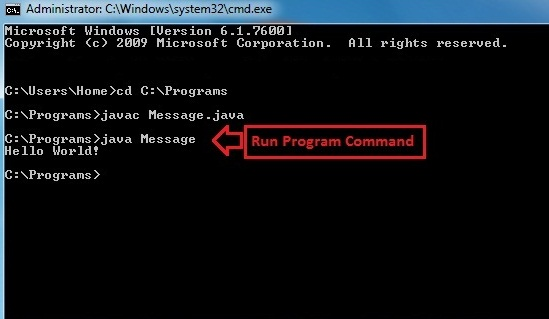 Administrator: C:\Windows\system32\cmd.exe
Microsoft Windows [Version 6.1.7600]
Copyright (c) 2009 Microsoft Corporation.  All rights reserved.
C:\Users\Home>cd C:\Programs
C:\Programs>javac Message.java
C:\Programs>java Message
Run Program Command
Hello World!
C:\Programs>